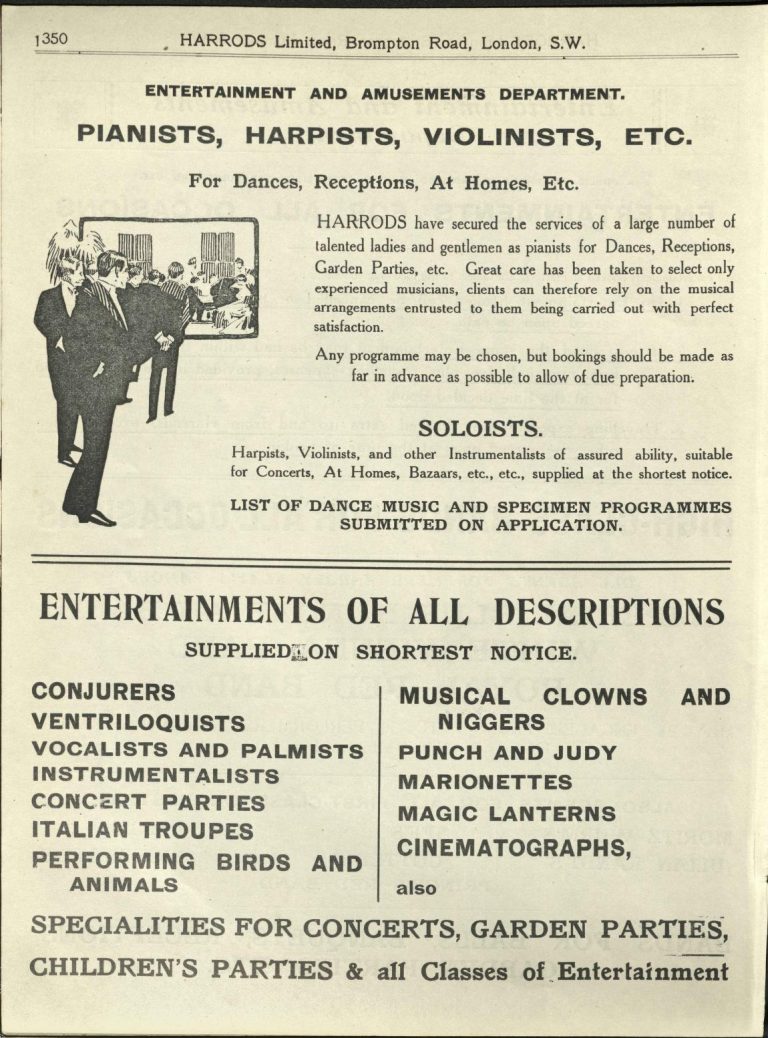 1350
HARRODS Limited, Brompton Road, London, S.W.
ENTERTAINMENT AND AMUSEMENTS DEPARTMENT.
PIANISTS, HARPISTS, VIOLINISTS, ETC.
For Dances, Receptions, At Homes, Etc.
HARRODS have secured the services of a large number of
talented ladies and gentlemen as pianists for Dances, Receptions,
Garden Parties, etc. Great care has been taken to select only
experienced musicians, clients can therefore rely on the musical
arrangements entrusted to them being carried out with perfect
satisfaction.
Any programme may be chosen, but bookings should be made as
far in advance as possible to allow of due preparation.
SOLOISTS.
Harpists, Violinists, and other Instrumentalists of assured ability, suitable
for Concerts, At Homes, Bazaars, etc., etc., supplied at the shortest notice.
LIST OF DANCE MUSIC AND SPECIMEN PROGRAMMES
SUBMITTED ON APPLICATION.
ENTERTAINMENTS OF ALL DESCRIPTIONS
SUPPLIED ON SHORTEST NOTICE.
CONJURERS
VENTRILOQUISTS
VOCALISTS AND PALMISTS
INSTRUMENTALISTS
CONCERT PARTIES
ITALIAN TROUPES
PERFORMING BIRDS AND
ANIMALS
MUSICAL CLOWNS AND
NIGGERS
PUNCH AND JUDY
MARIONETTES
MAGIC LANTERNS
CINEMATOGRAPHS,
also
SPECIALITIES FOR CONCERTS, GARDEN PARTIES,
CHILDREN'S PARTIES & all Classes of Entertainment